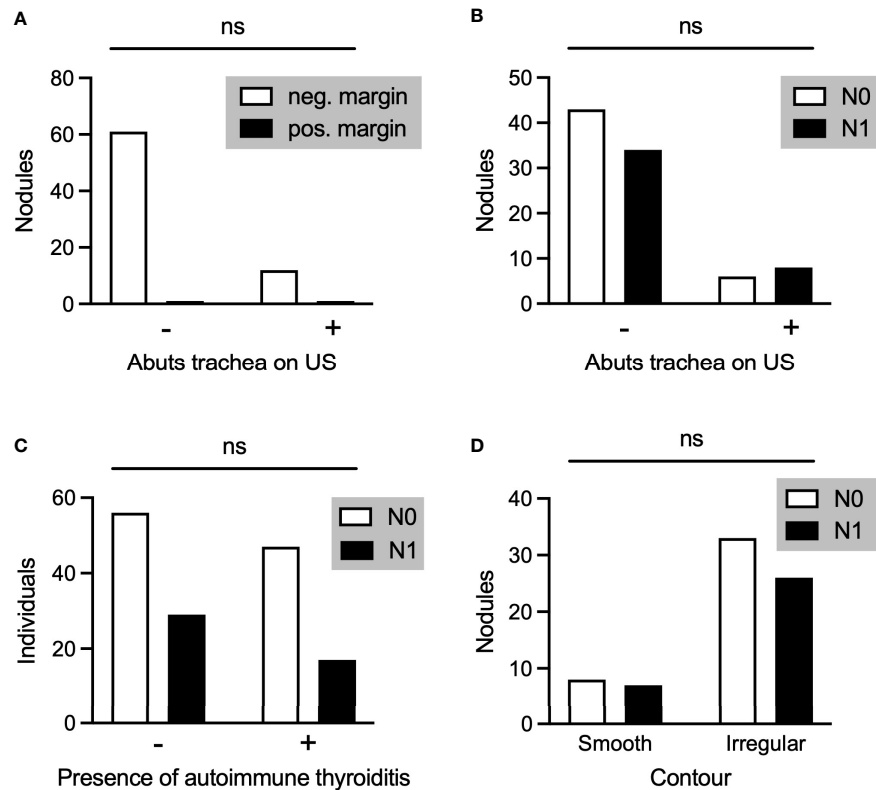 A
ns
80
60
40
20
0
Nodules
neg. margin
pos. margin
- +
Abuts trachea on US
B
ns
50
40
30
20
10
0
Nodules
N0
N1
- +
Abuts trachea on US
C
ns
60
40
20
0
Individuals
N0
N1
- +
Presence of autoimmune thyroiditis
D
ns
40
30
20
10
0
Nodules
N0
N1
Smooth Irregular
Contour